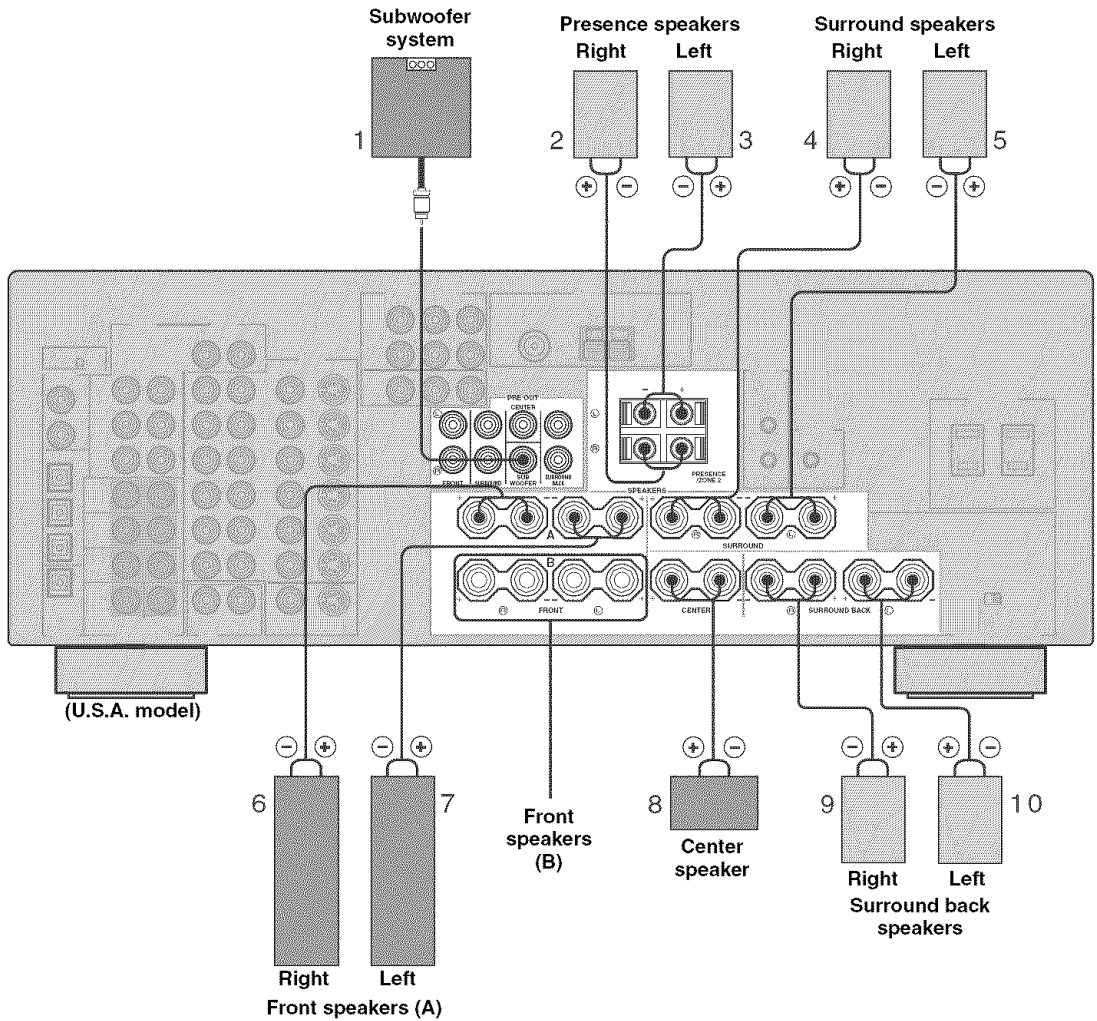 Subwoofer
system
Presence speakers
Right Left
Surround speakers
Right Left
1
2
3
4
5
+ − − +
+ − − +
− +
PRE OUT
CENTER
L
R
FRONT SURROUND SUB WOOFER SURROUND BACK
L
R
PRESENCE
/ZONE 2
SPEAKERS
+ − − +
+ − − +
A
R L
SURROUND
B
R FRONT L
CENTER
R SURROUND BACK L
+ − + − − +
+ − + −
(U.S.A. model)
− + − +
+ −
− + + −
6
7
8
9
10
Front
speakers
(B)
Center
speaker
Right Left
Surround back
speakers
Right Left
Front speakers (A)